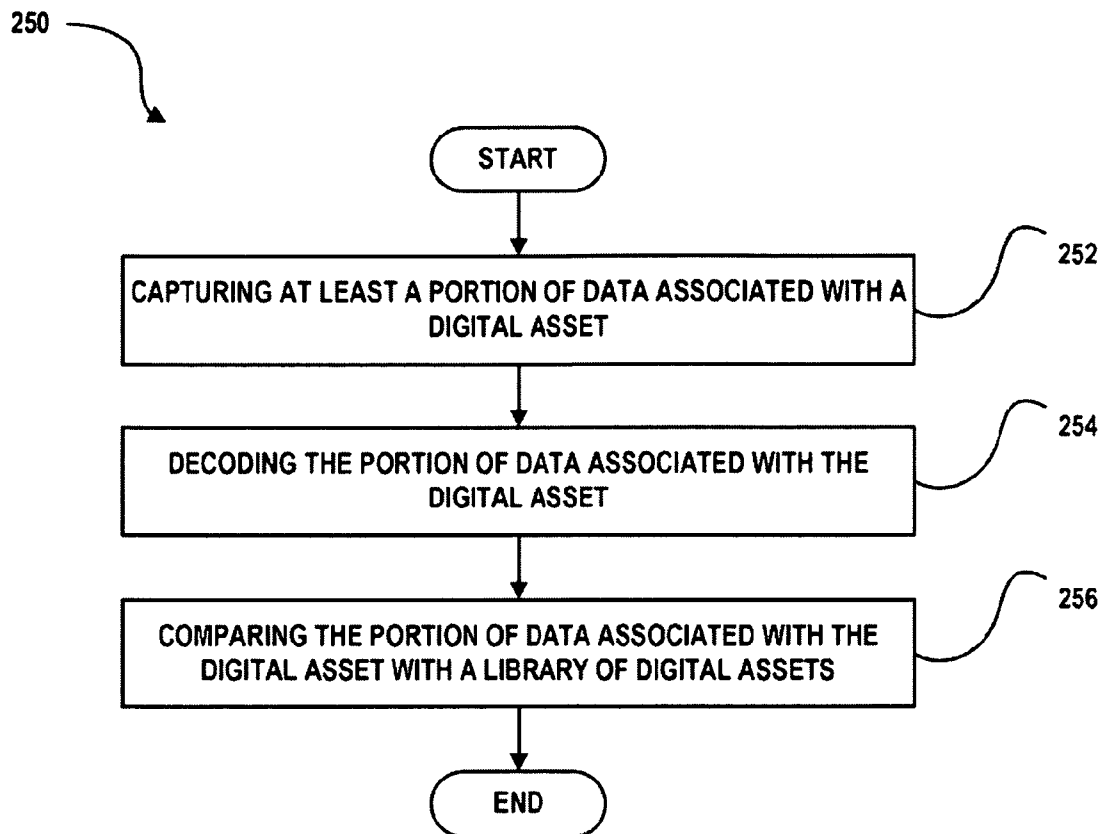 250
START
CAPTURING AT LEAST A PORTION OF DATA ASSOCIATED WITH A
DIGITAL ASSET
252
DECODING THE PORTION OF DATA ASSOCIATED WITH THE
DIGITAL ASSET
254
COMPARING THE PORTION OF DATA ASSOCIATED WITH THE
DIGITAL ASSET WITH A LIBRARY OF DIGITAL ASSETS
256
END